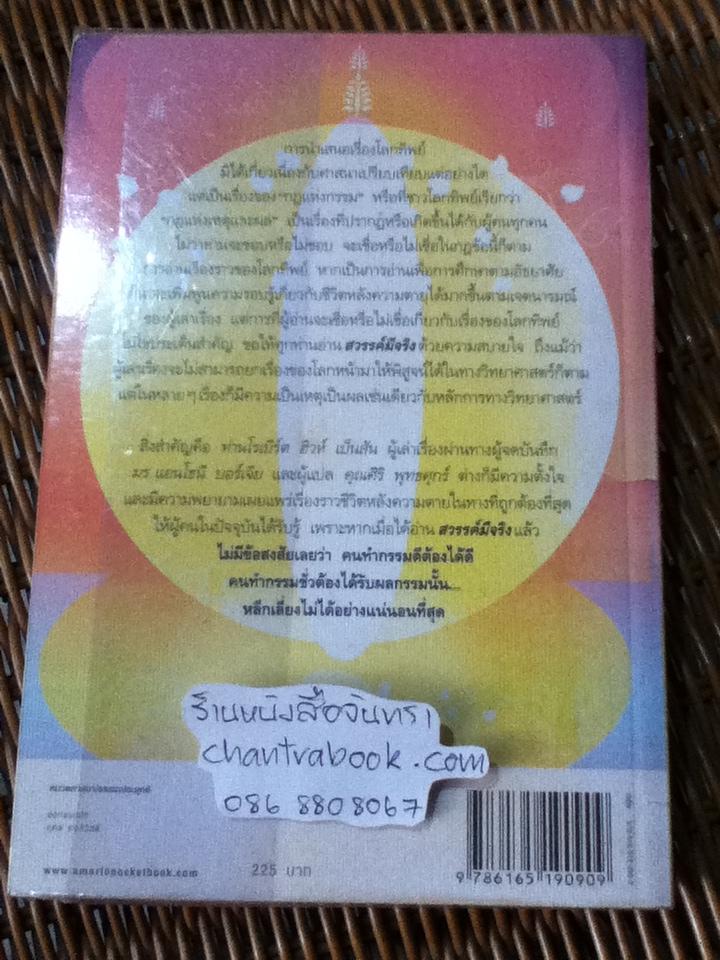 การนำเสนอเรื่องโลกทิพย์
มิได้เกี่ยวเนื่องกับศาสนาเปรียบเทียบแต่อย่างใด
แต่เป็นเรื่องของ "กฎแห่งกรรม" หรือที่ชาวโลกทิพย์เรียกว่า
"กฎแห่งเหตุและผล" เป็นเรื่องที่ปรากฏหรือเกิดขึ้นได้กับผู้คนทุกคน
ไม่ว่าท่านจะชอบหรือไม่ชอบ จะเชื่อหรือไม่เชื่อในกฎข้อนี้ก็ตาม
การอ่านเรื่องราวของโลกทิพย์ หากเป็นการอ่านเพื่อการศึกษาตามอัธยาศัย
จะเพิ่มพูนความรอบรู้เกี่ยวกับชีวิตหลังความตายได้มากขึ้นตามเจตนารมณ์
ของผู้เล่าเรื่อง แต่การที่ผู้อ่านจะเชื่อหรือไม่เชื่อเกี่ยวกับเรื่องของโลกทิพย์
ไม่ใช่ประเด็นสำคัญ ขอให้ทุกท่านอ่าน สวรรค์มีจริง ด้วยความสบายใจ ถึงแม้ว่า
ผู้เล่าเรื่องจะไม่สามารถยกเรื่องของโลกหน้ามาให้พิสูจน์ได้ในทางวิทยาศาสตร์ก็ตาม
แต่ในหลาย ๆ เรื่องก็มีความเป็นเหตุเป็นผลเช่นเดียวกับหลักการทางวิทยาศาสตร์
สิ่งสำคัญคือ ท่านโรเบิร์ต ฮิวห์ เบ็นสัน ผู้เล่าเรื่องผ่านทางผู้จดบันทึก
มร.แอนโธนี บอร์เจีย และผู้แปล คุณศิริ พุทธศุกร์ ต่างก็มีความตั้งใจ
และมีความพยายามเผยแพร่เรื่องราวชีวิตหลังความตายในทางที่ถูกต้องที่สุด
ให้ผู้คนในปัจจุบันได้รับรู้ เพราะหากเมื่อได้อ่าน สวรรค์มีจริง แล้ว
ไม่มีข้อสงสัยเลยว่า คนทำกรรมดีต้องได้ดี
คนทำกรรมชั่วต้องได้รับผลกรรมนั้น...
หลีกเลี่ยงไม่ได้อย่างแน่นอนที่สุด
ร้านหนังสือจันทรา
chantrabook.com
086 8808067
ออกแบบปก
www.amarinpocketbook.com
225 บาท
9 786165 190909